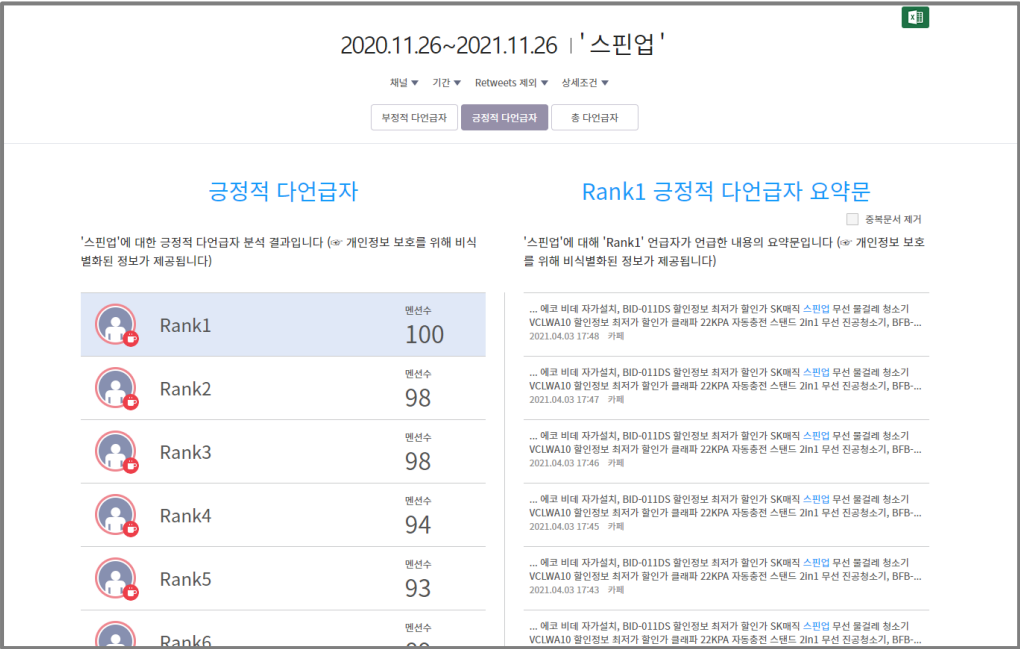 2020.11.26~2021.11.26 | '스핀업'
채널 ▼ 기간 ▼ Retweets 제외 ▼ 상세조건 ▼
부정적 다언급자 긍정적 다언급자 총 다언급자
긍정적 다언급자
'스핀업'에 대한 긍정적 다언급자 분석 결과입니다 (☞ 개인정보 보호를 위해 비식
별화된 정보가 제공됩니다)
Rank1 멘션수 100
Rank2 멘션수 98
Rank3 멘션수 98
Rank4 멘션수 94
Rank5 멘션수 93
Rank6 멘션수
Rank1 긍정적 다언급자 요약문
중복문서 제거
'스핀업'에 대해 'Rank1' 언급자가 언급한 내용의 요약문입니다 (☞ 개인정보 보호
를 위해 비식별화된 정보가 제공됩니다)
... 에코 비데 자가설치, BID-011DS 할인정보 최저가 할인가 SK매직 스핀업 무선 물걸레 청소기
VCLWA10 할인정보 최저가 할인가 클래파 22KPA 자동충전 스탠드 2in1 무선 진공청소기, BFB-...
2021.04.03 17:48 카페
... 에코 비데 자가설치, BID-011DS 할인정보 최저가 할인가 SK매직 스핀업 무선 물걸레 청소기
VCLWA10 할인정보 최저가 할인가 클래파 22KPA 자동충전 스탠드 2in1 무선 진공청소기, BFB-...
2021.04.03 17:47 카페
... 에코 비데 자가설치, BID-011DS 할인정보 최저가 할인가 SK매직 스핀업 무선 물걸레 청소기
VCLWA10 할인정보 최저가 할인가 클래파 22KPA 자동충전 스탠드 2in1 무선 진공청소기, BFB-...
2021.04.03 17:46 카페
... 에코 비데 자가설치, BID-011DS 할인정보 최저가 할인가 SK매직 스핀업 무선 물걸레 청소기
VCLWA10 할인정보 최저가 할인가 클래파 22KPA 자동충전 스탠드 2in1 무선 진공청소기, BFB-...
2021.04.03 17:45 카페
... 에코 비데 자가설치, BID-011DS 할인정보 최저가 할인가 SK매직 스핀업 무선 물걸레 청소기
VCLWA10 할인정보 최저가 할인가 클래파 22KPA 자동충전 스탠드 2in1 무선 진공청소기, BFB-...
2021.04.03 17:43 카페
... 에코 비데 자가설치, BID-011DS 할인정보 최저가 할인가 SK매직 스핀업 무선 물걸레 청소기
VCLWA10 할인정보 최저가 할인가 클래파 22KPA 자동충전 스탠드 2in1 무선 진공청소기, BFB-...